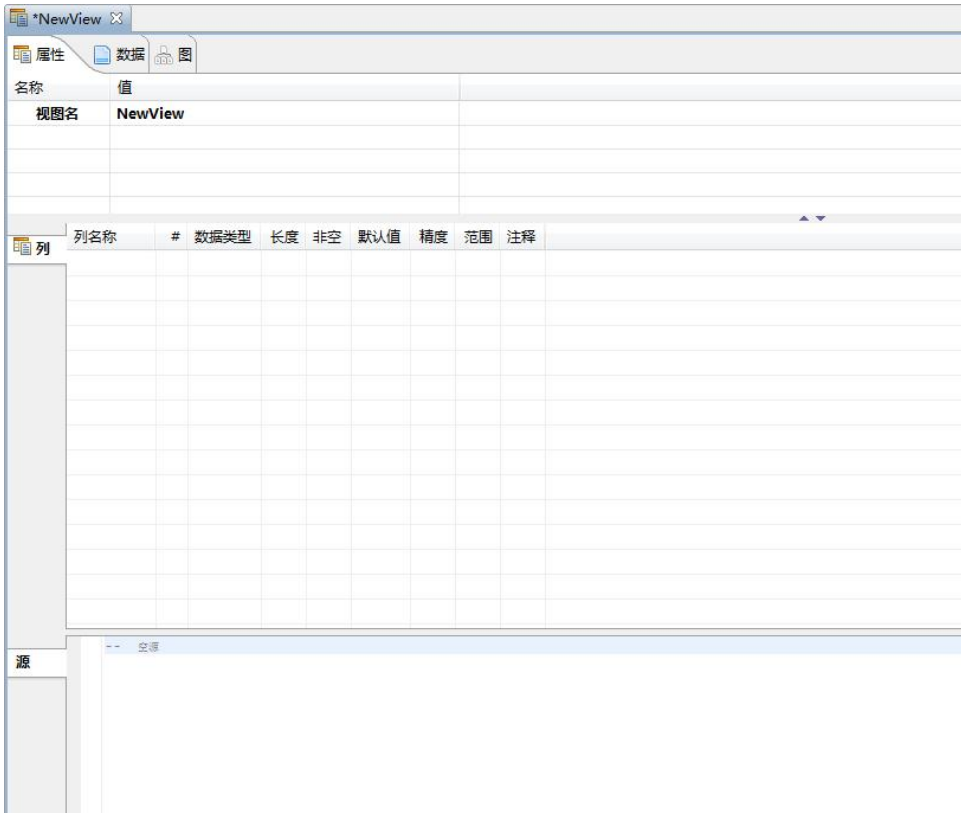 *NewView
属性 数据 图
名称 值
视图名 NewView
列
列名称 # 数据类型 长度 非空 默认值 精度 范围 注释
源
-- 空源